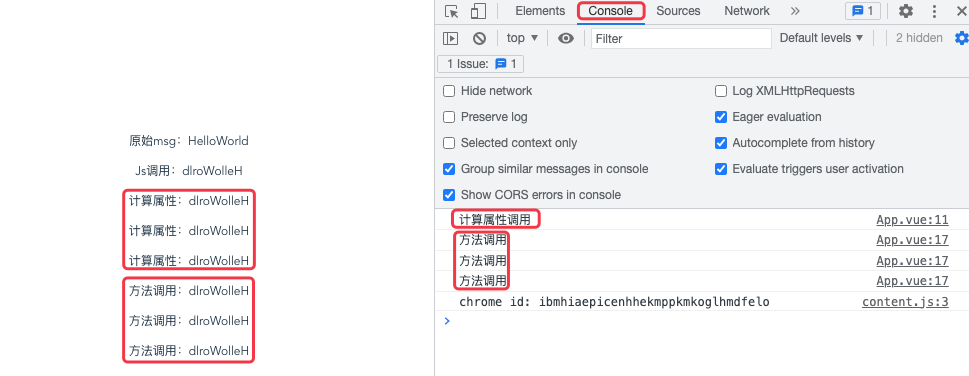 原始msg：HelloWorld
Js调用：dlroWolleH
计算属性：dlroWolleH
计算属性：dlroWolleH
计算属性：dlroWolleH
方法调用：dlroWolleH
方法调用：dlroWolleH
方法调用：dlroWolleH
Elements Console Sources Network » 1
top ▼ Filter Default levels ▼ 2 hidden
1 Issue: 1
Hide network Log XMLHttpRequests
Preserve log Eager evaluation
Selected context only Autocomplete from history
Group similar messages in console Evaluate triggers user activation
Show CORS errors in console
计算属性调用 App.vue:11
方法调用 App.vue:17
方法调用 App.vue:17
方法调用 App.vue:17
chrome id: ibmhiaepicenhhekmppkmkoglhmdfelo content.js:3